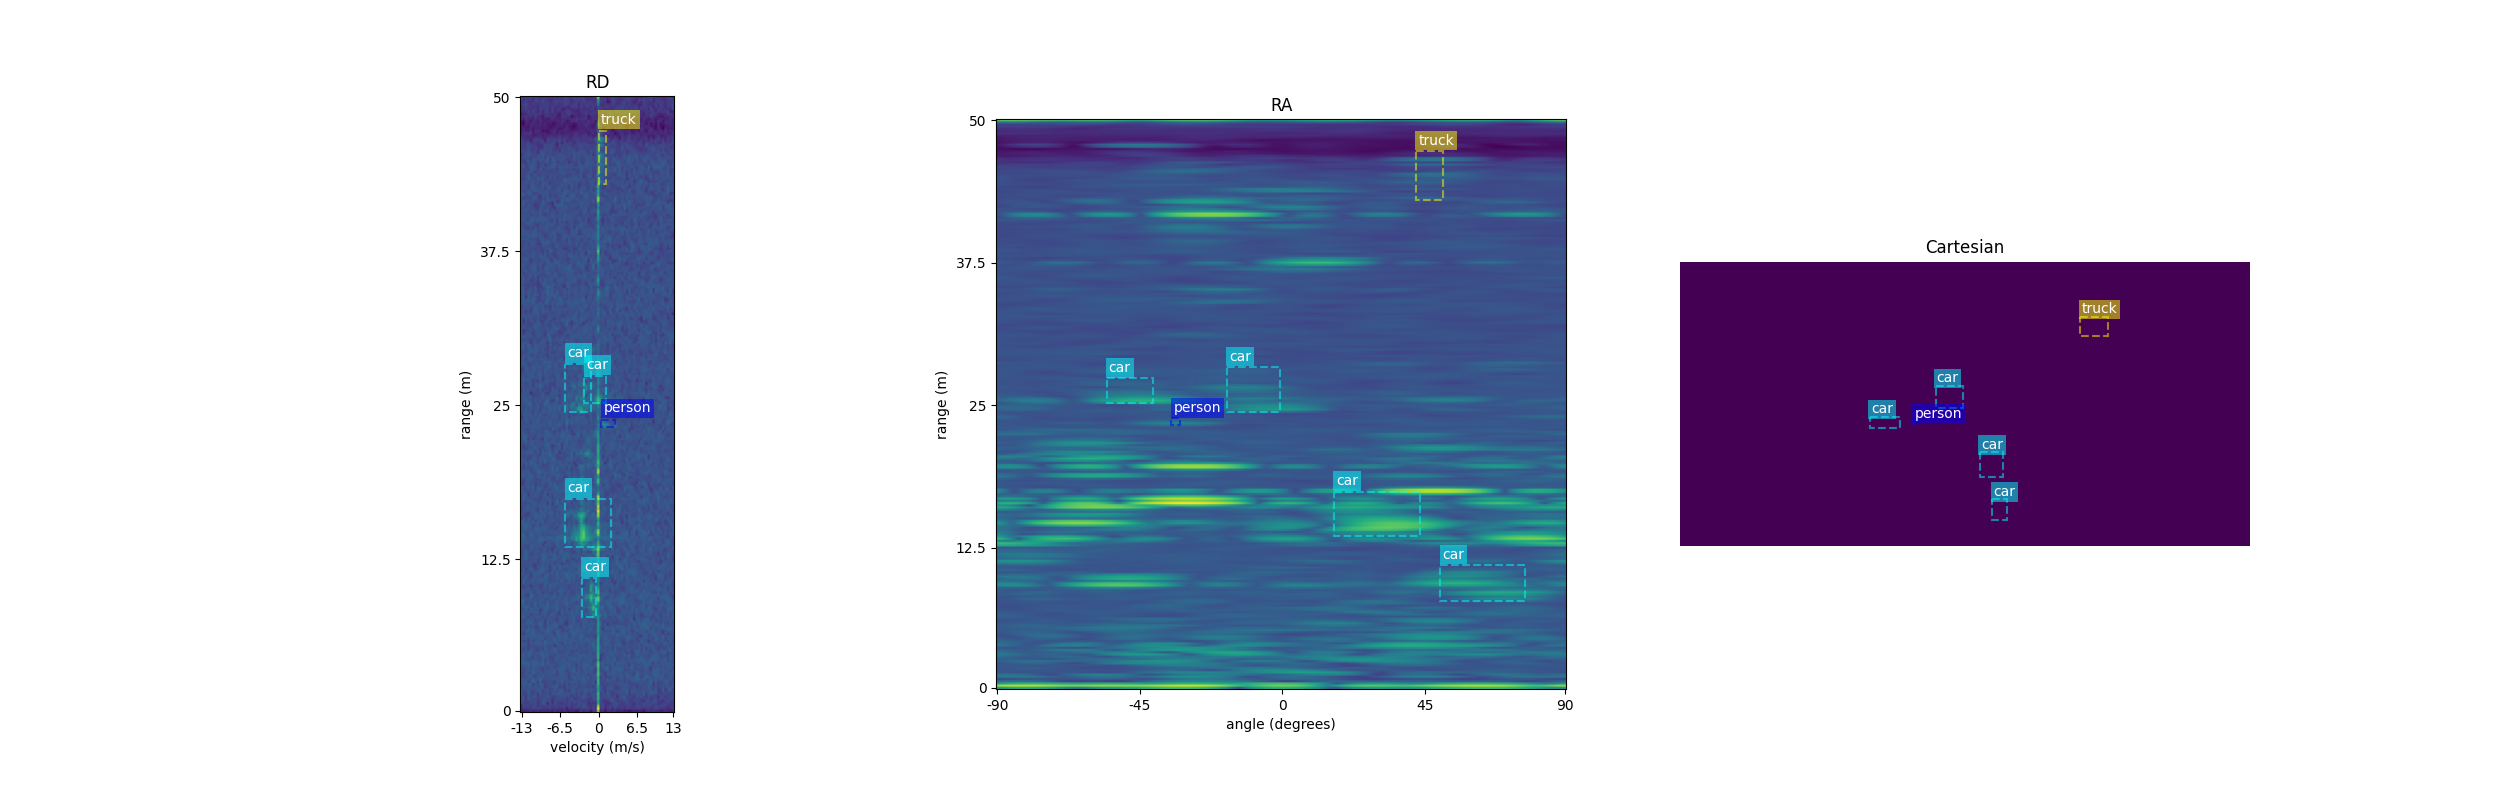 RD
50
37.5
25
12.5
0
range (m)
truck
car
car
person
car
car
-13
-6.5
0
6.5
13
velocity (m/s)
RA
50
37.5
25
12.5
0
range (m)
truck
car
car
person
car
car
-90
-45
0
45
90
angle (degrees)
Cartesian
truck
car
car
person
car
car